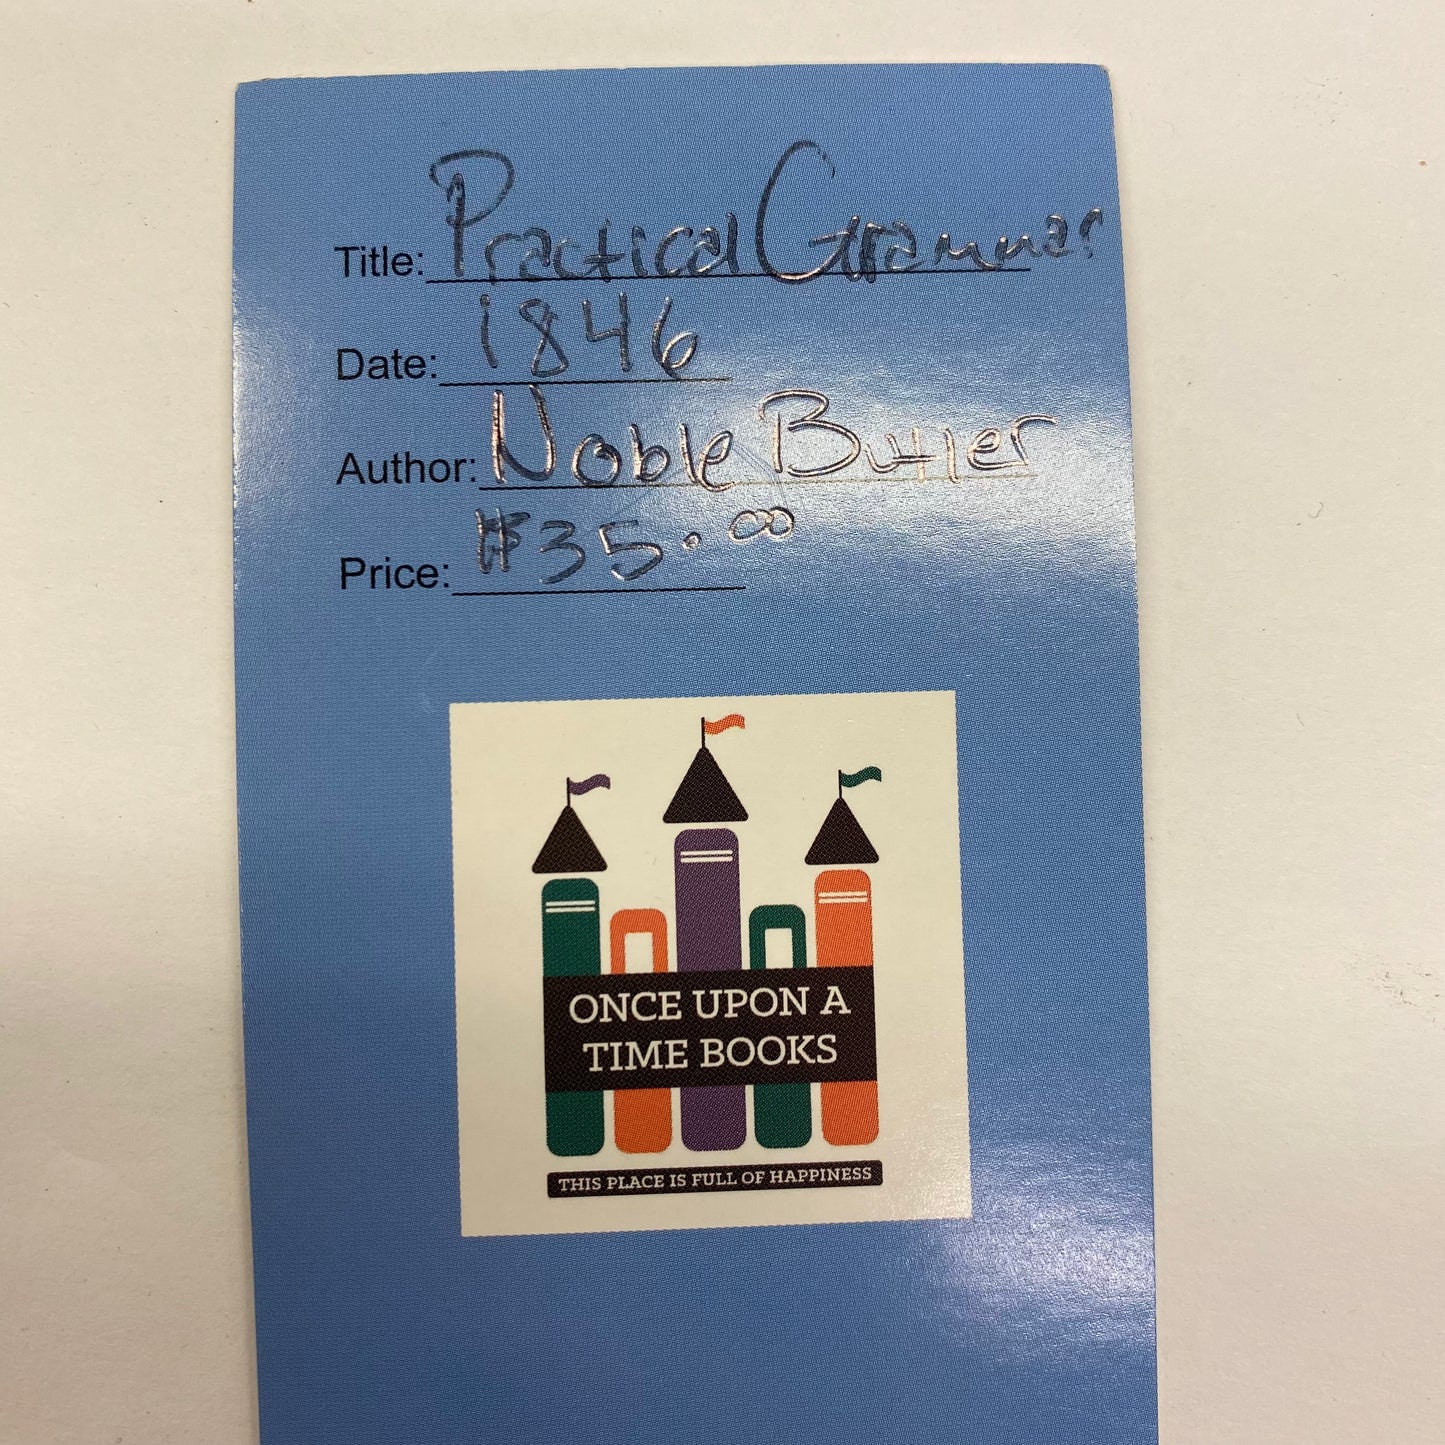 Title: Practical Grammar
Date: 1846
Author: Noble Butler
Price: $35.00
ONCE UPON A
TIME BOOKS
THIS PLACE IS FULL OF HAPPINESS